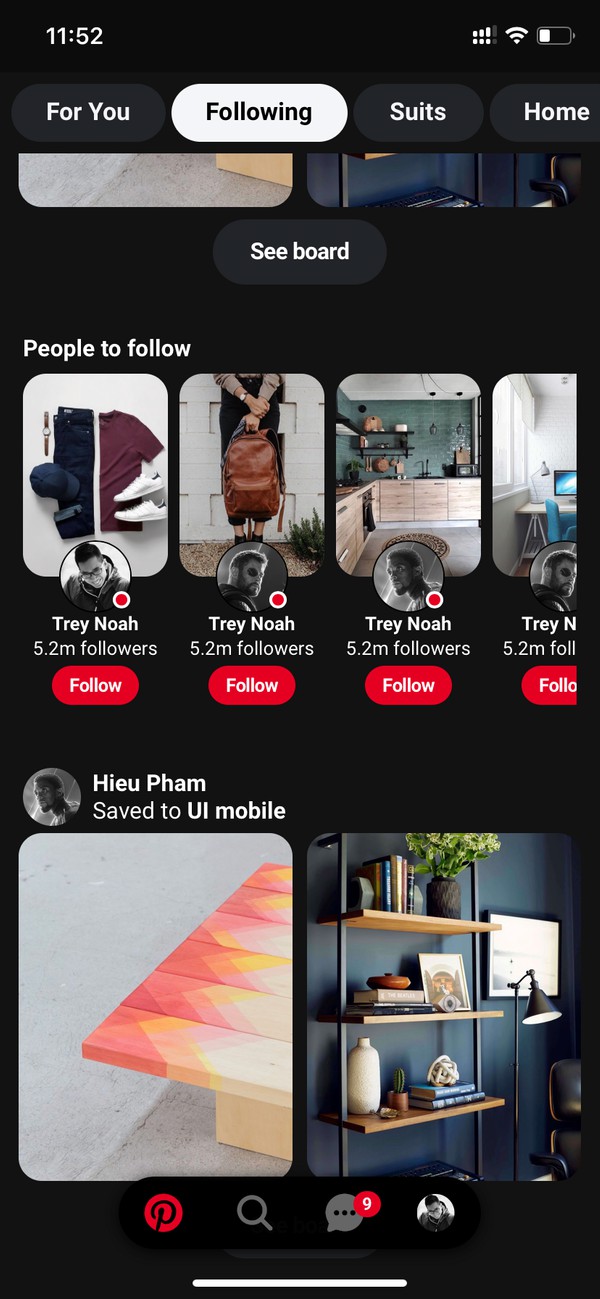 11:52
For You
Following
Suits
Home
See board
People to follow
Trey Noah
5.2m followers
Follow
Trey Noah
5.2m followers
Follow
Trey Noah
5.2m followers
Follow
Trey N
5.2m foll
Follo
Hieu Pham
Saved to UI mobile
THE BEATLES
9